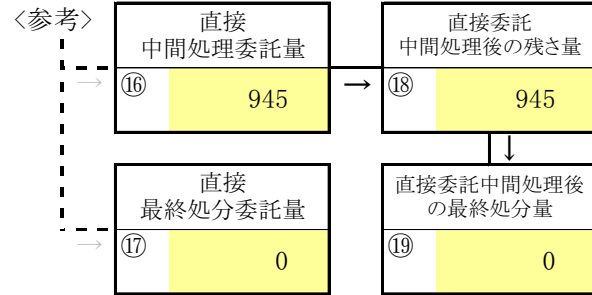 〈参考〉
直接
中間処理委託量
→
⑯
945
→
直接委託
中間処理後の残さ量
⑱
945
↓
直接
最終処分委託量
→
⑰
0
直接委託中間処理後
の最終処分量
⑲
0